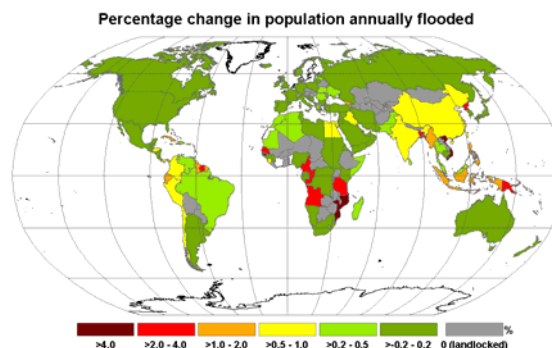 Percentage change in population annually flooded
%
>4.0 >2.0 - 4.0 >1.0 - 2.0 >0.5 - 1.0 >0.2 - 0.5 >-0.2 - 0.2 0 (landlocked)